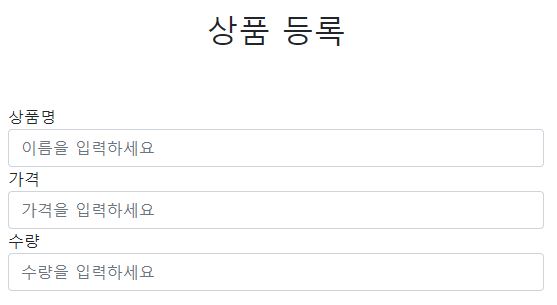 상품 등록
상품명
이름을 입력하세요
가격
가격을 입력하세요
수량
수량을 입력하세요